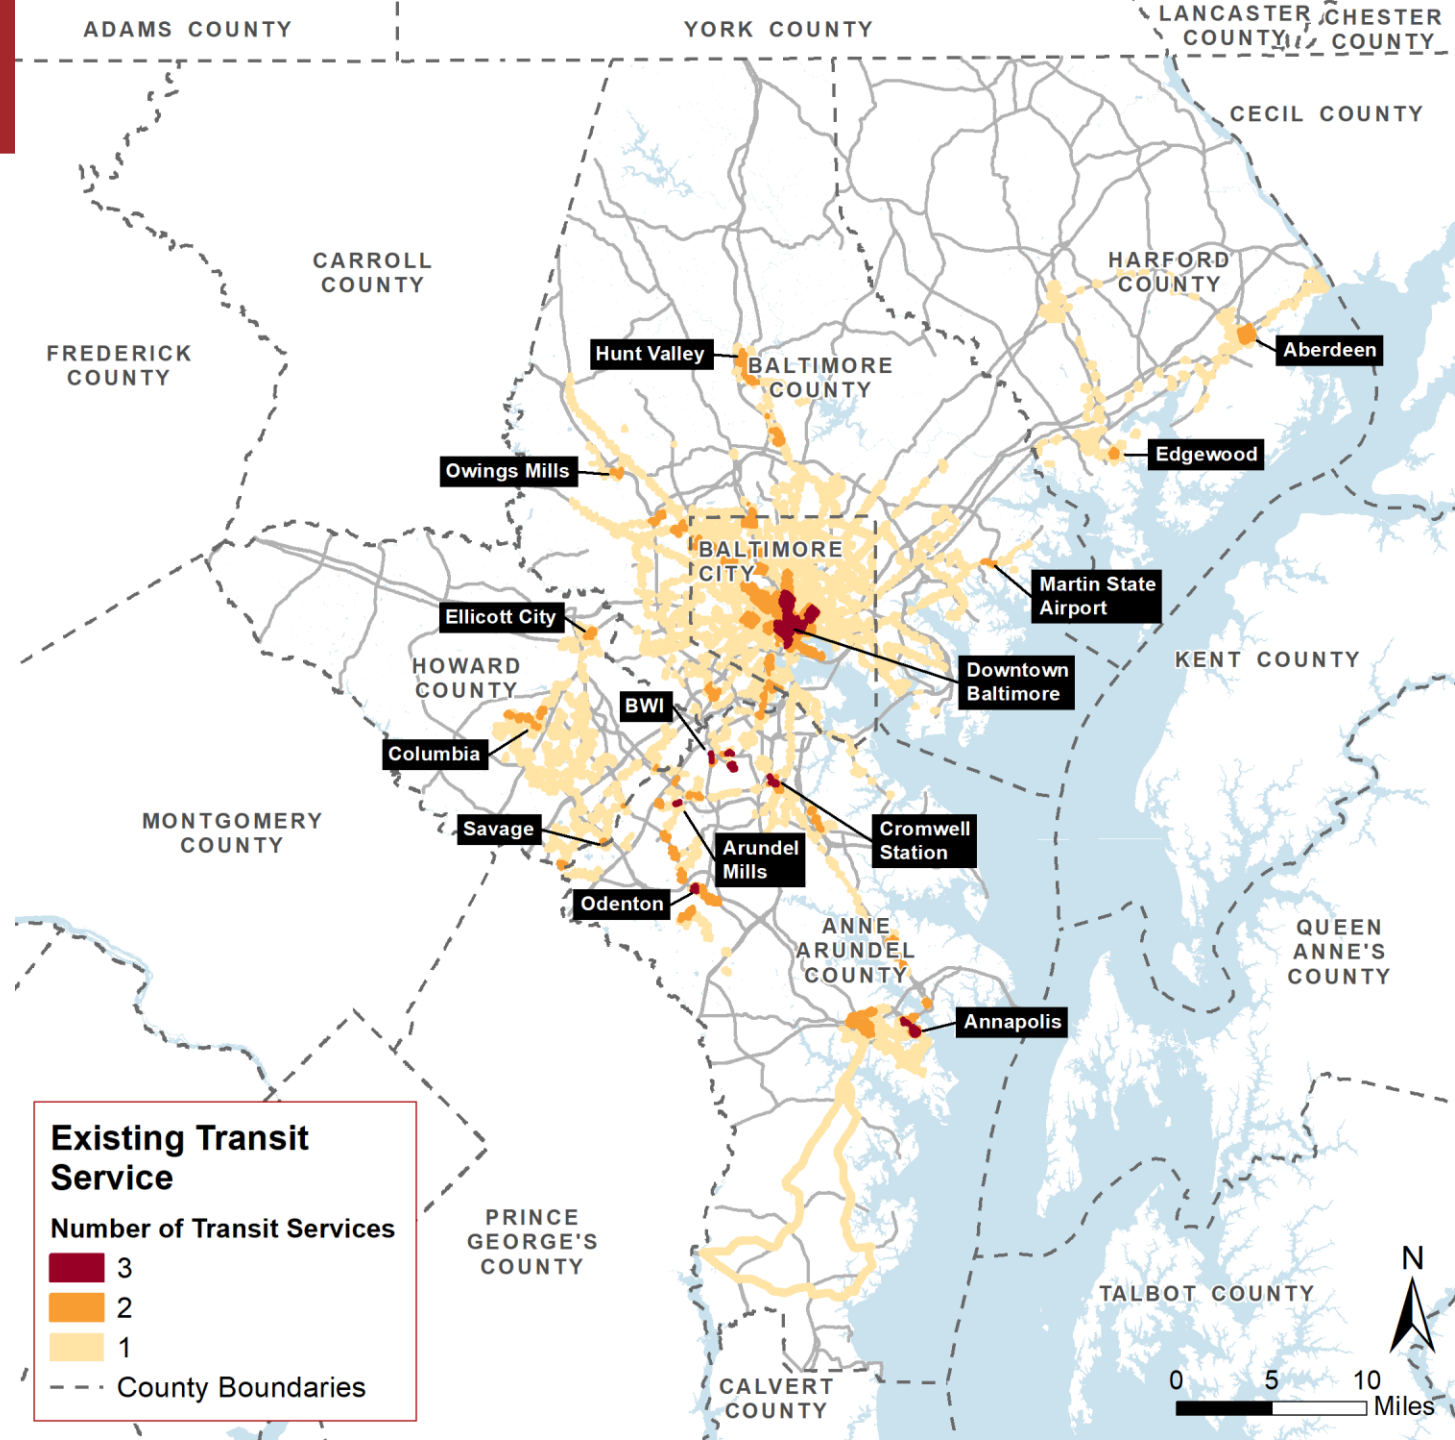 ADAMS COUNTY
YORK COUNTY
LANCASTER
COUNTY
CHESTER
COUNTY
CECIL COUNTY
CARROLL
COUNTY
HARFORD
COUNTY
FREDERICK
COUNTY
Hunt Valley
BALTIMORE
COUNTY
Aberdeen
Owings Mills
Edgewood
BALTIMORE
CITY
Martin State
Airport
Ellicott City
HOWARD
COUNTY
Downtown
Baltimore
KENT COUNTY
BWI
Columbia
MONTGOMERY
COUNTY
Savage
Arundel
Mills
Cromwell
Station
Odenton
ANNE
ARUNDEL
COUNTY
QUEEN
ANNE'S
COUNTY
Annapolis
Existing Transit
Service
Number of Transit Services
3
2
1
County Boundaries
PRINCE
GEORGE'S
COUNTY
TALBOT COUNTY
CALVERT
COUNTY
N
0 5 10
Miles